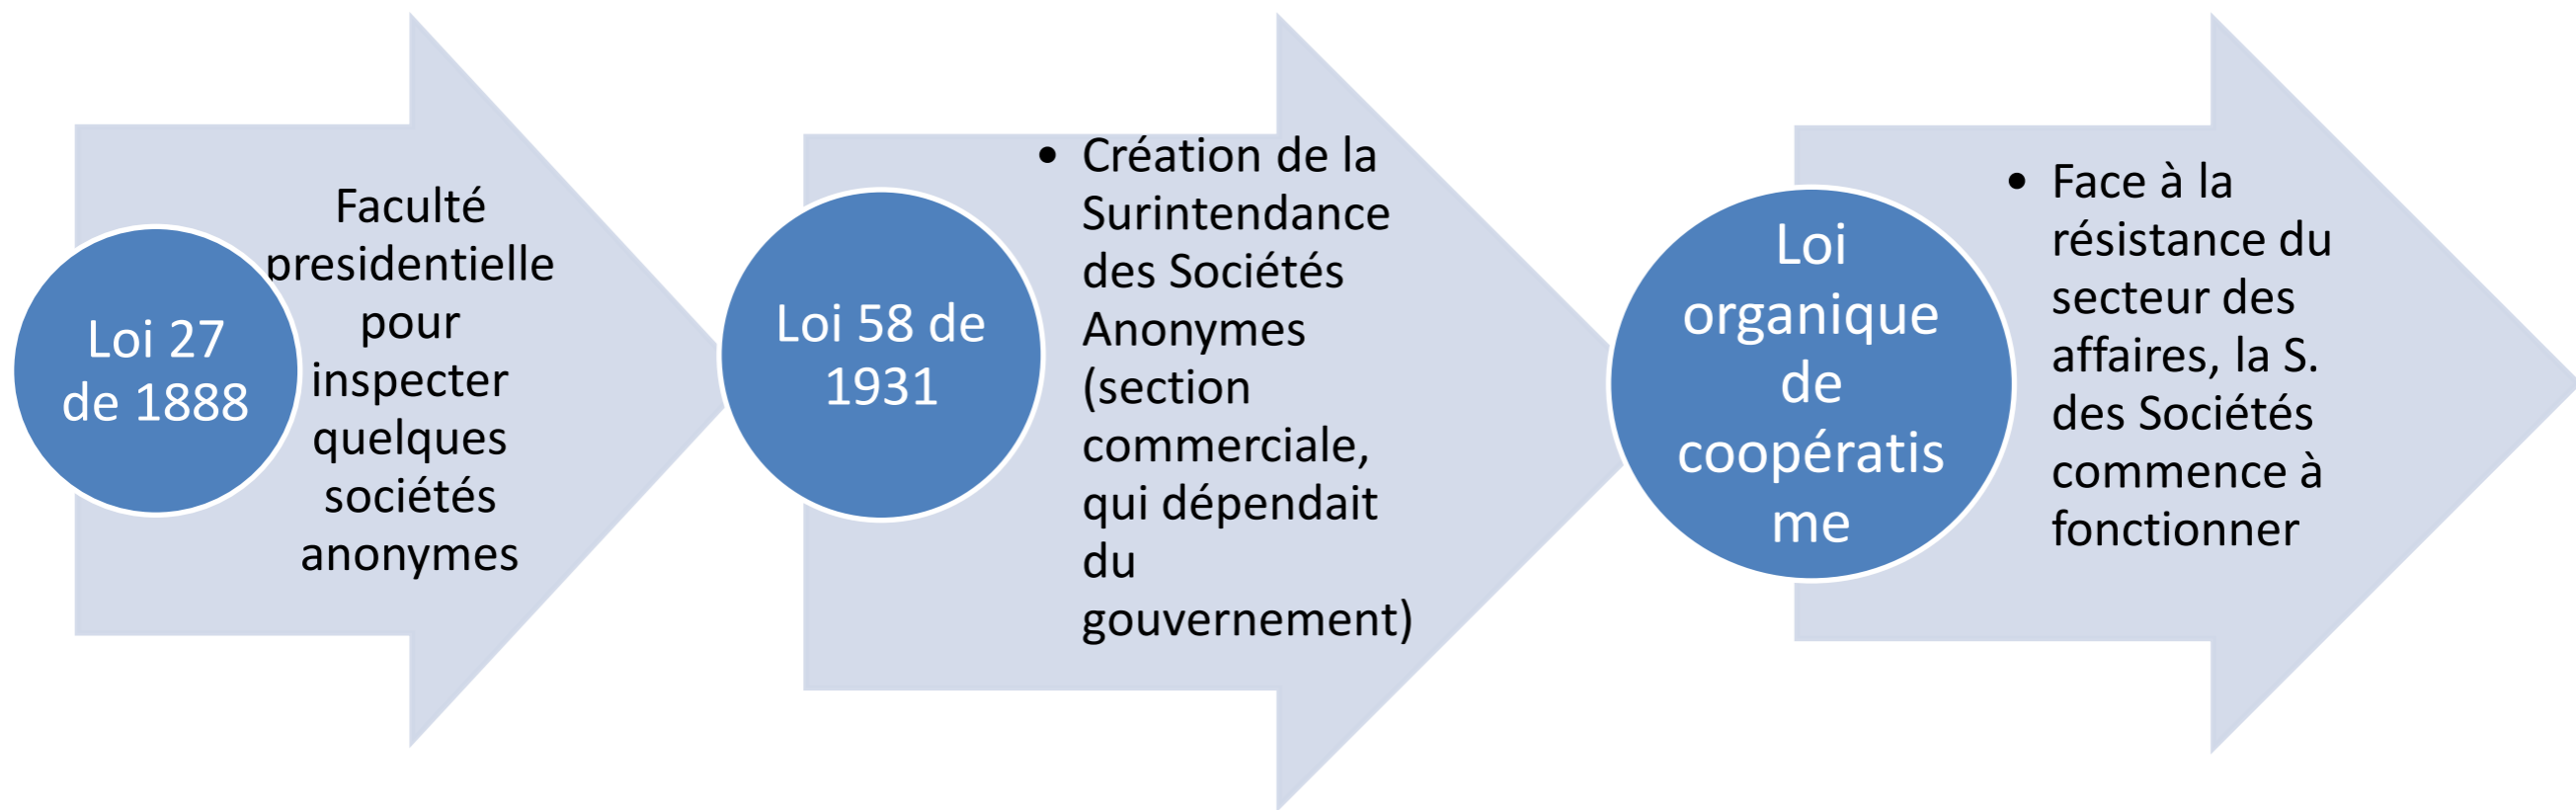 Loi 27
de 1888
Faculté
presidentielle
pour
inspecter
quelques
sociétés
anonymes
Loi 58 de
1931
• Création de la
Surintendance
des Sociétés
Anonymes
(section
commerciale,
qui dépendait
du
gouvernement)
Loi
organique
de
coopératis
me
• Face à la
résistance du
secteur des
affaires, la S.
des Sociétés
commence à
fonctionner